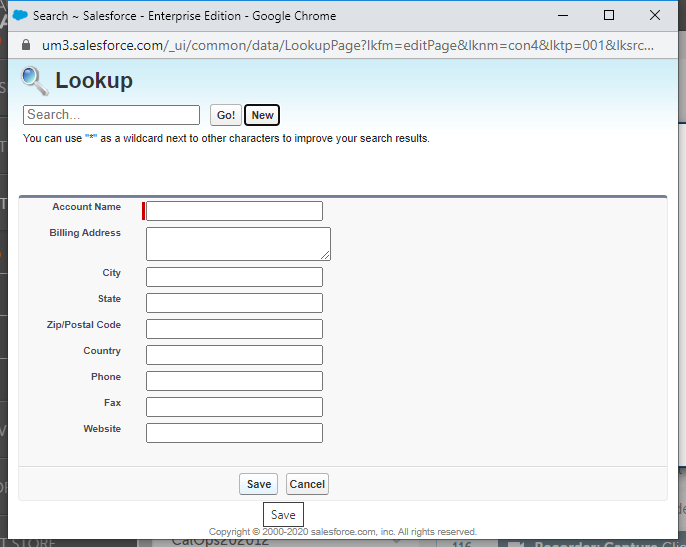 Search ~ Salesforce - Enterprise Edition - Google Chrome
um3.salesforce.com/_ui/common/data/LookupPage?lkfm=editPage&lknm=con4&lktp=001&lksrc...
Lookup
Search... Go! New
You can use "*" as a wildcard next to other characters to improve your search results.
Account Name
Billing Address
City
State
Zip/Postal Code
Country
Phone
Fax
Website
Save Cancel
Save
Copyright © 2000-2020 salesforce.com, inc. All rights reserved.
STORE
CatOps202012
116